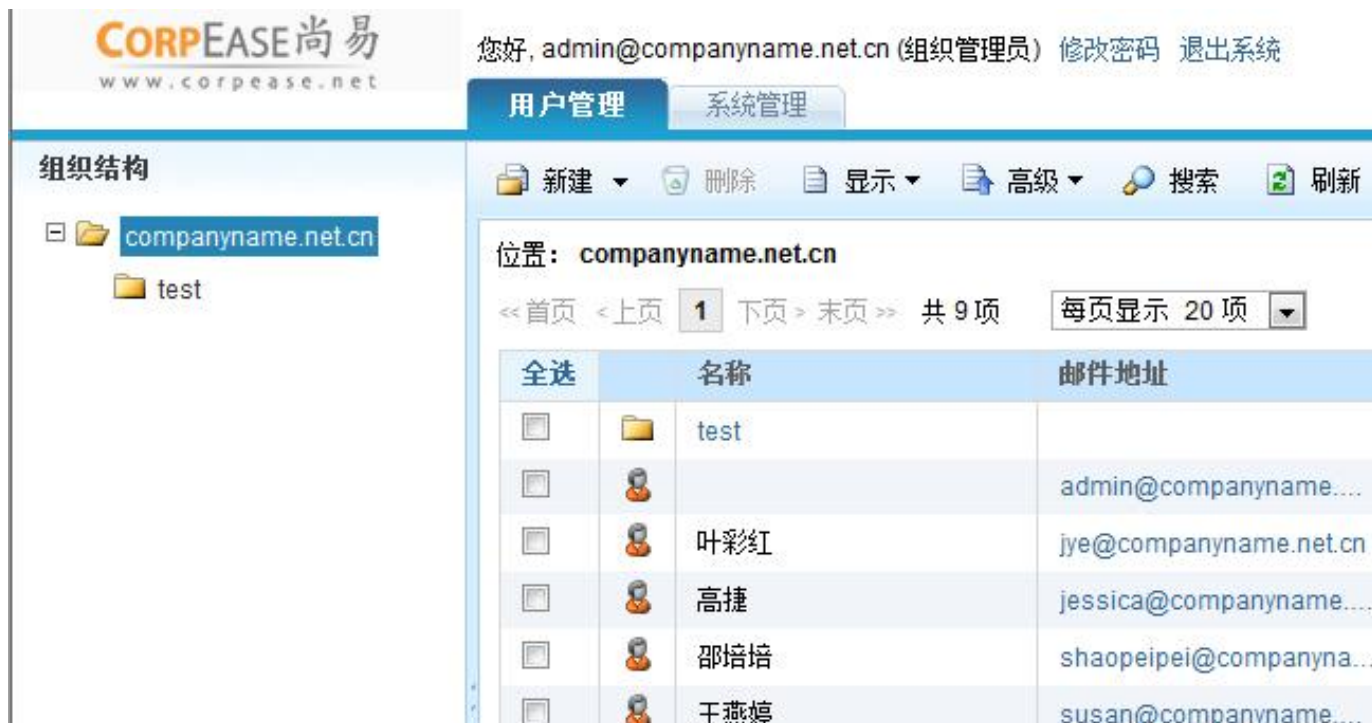 CORPEASE尚易
www.corpease.net
您好, admin@companyname.net.cn (组织管理员) 修改密码 退出系统
用户管理 系统管理
组织结构
companyname.net.cn
test
新建 删除 显示 高级 搜索 刷新
位置: companyname.net.cn
<<首页 <上页 1 下页> 末页>> 共 9 项 每页显示 20 项
全选 名称 邮件地址
test
admin@companyname....
叶彩红 jye@companyname.net.cn
高捷 jessica@companyname....
邵培培 shaopeipei@companyna...
王燕婷 susan@companyname....